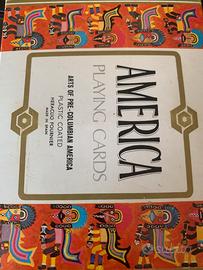 AMERICA
PLAYING CARDS
ARTS OF PRE-COLUMBIAN AMERICA
PLASTIC COATED
HERACLIO FOURNIER
MADE IN SPAIN